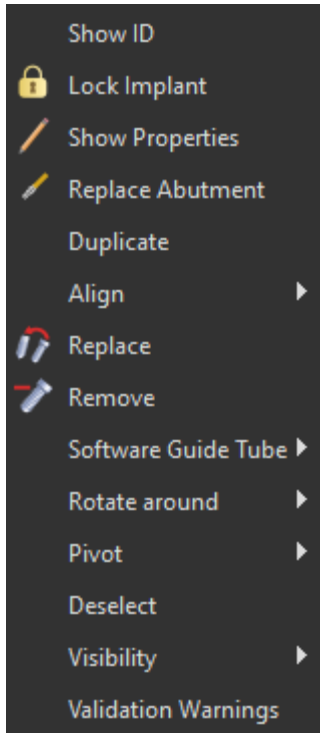 Show ID
Lock Implant
Show Properties
Replace Abutment
Duplicate
Align
Replace
Remove
Software Guide Tube
Rotate around
Pivot
Deselect
Visibility
Validation Warnings